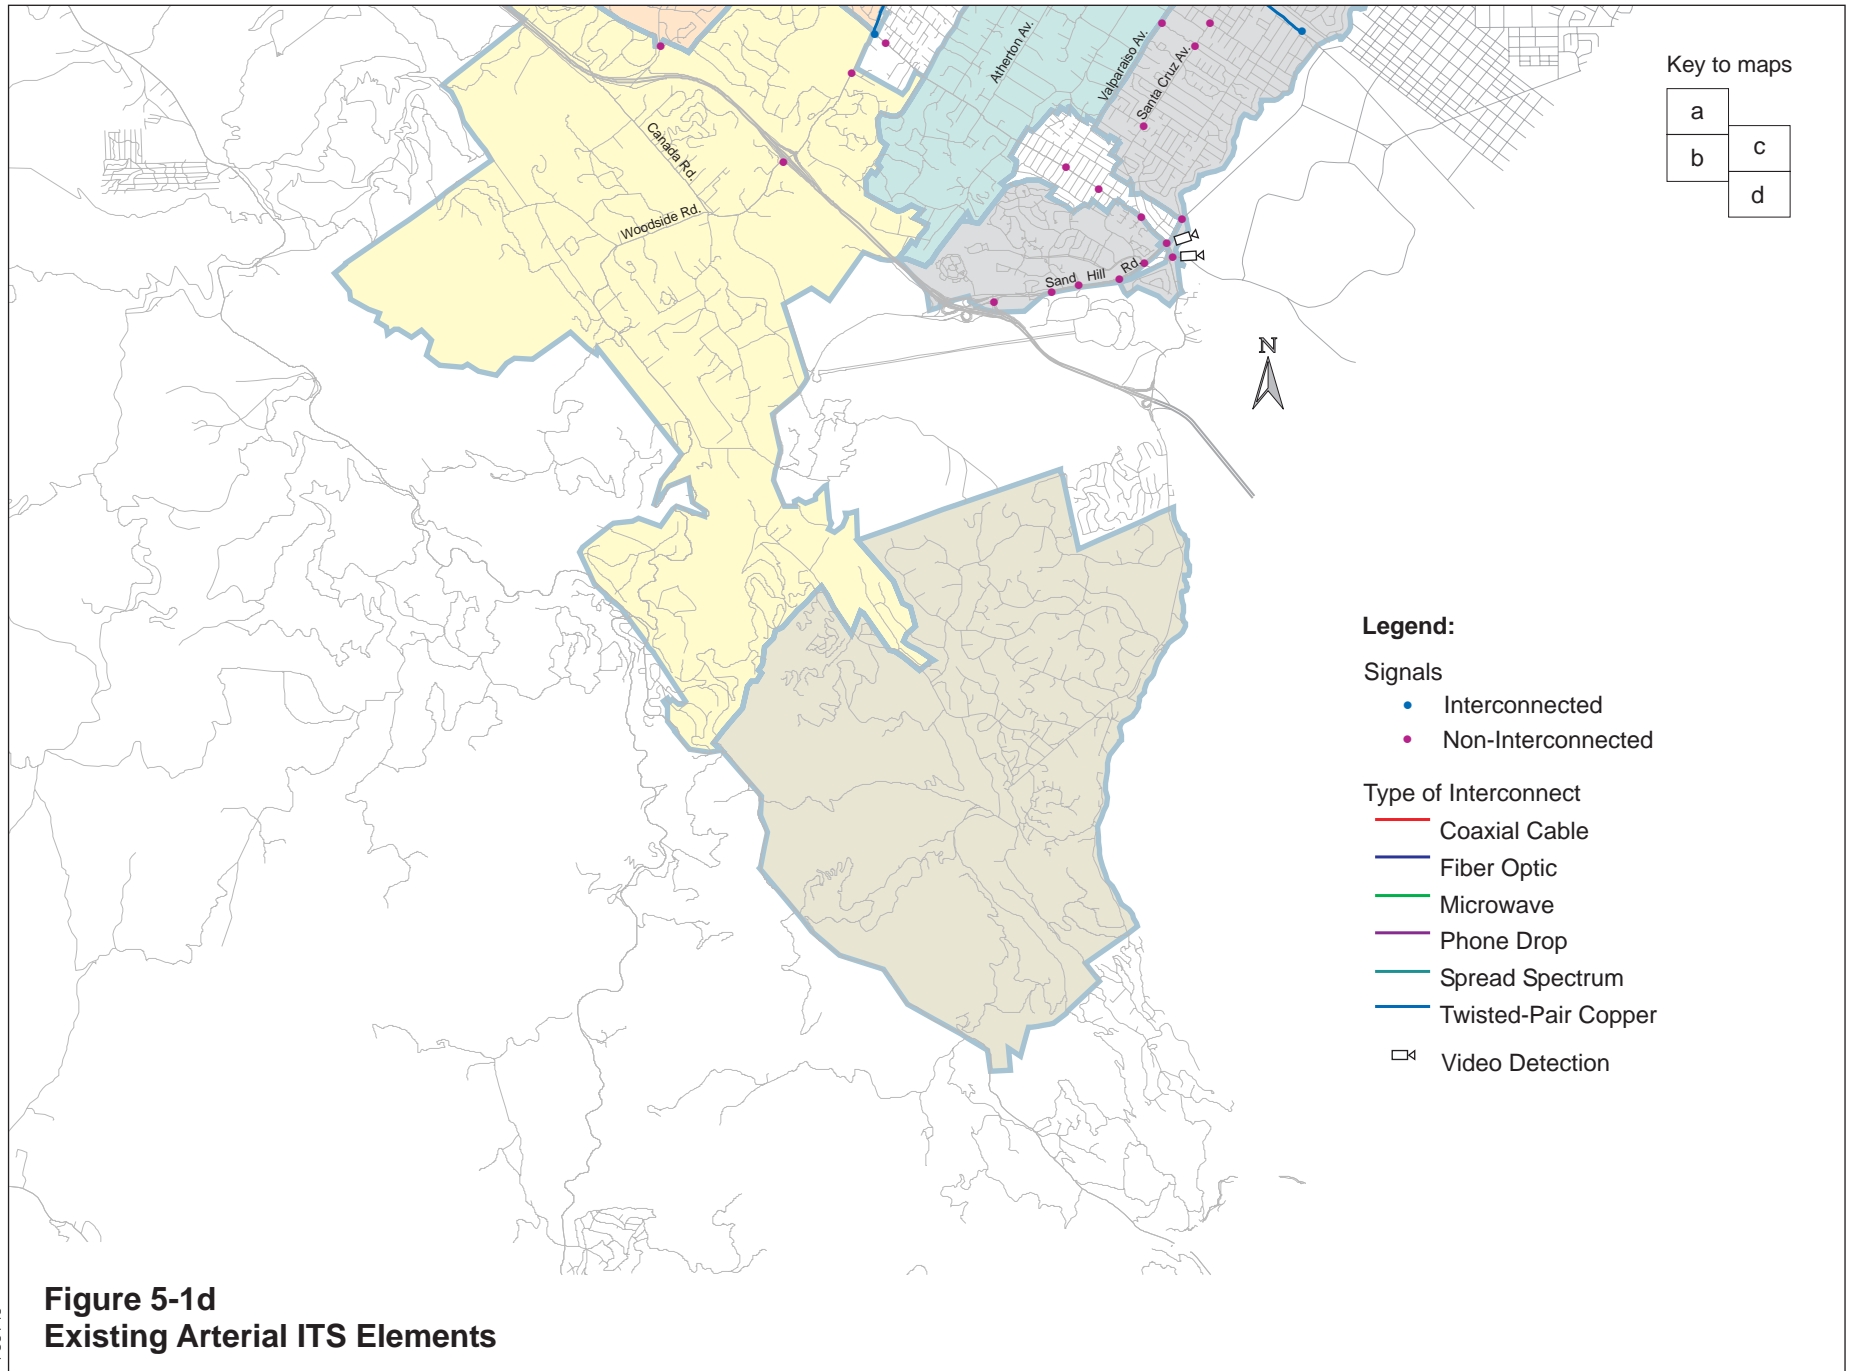 Atherton Av.
Valparaiso Av.
Santa Cruz Av.
Canada Rd.
Woodside Rd.
Sand Hill Rd.
N
Key to maps
a
b
c
d
Legend:
Signals
Interconnected
Non-Interconnected
Type of Interconnect
Coaxial Cable
Fiber Optic
Microwave
Phone Drop
Spread Spectrum
Twisted-Pair Copper
Video Detection
Figure 5-1d
Existing Arterial ITS Elements